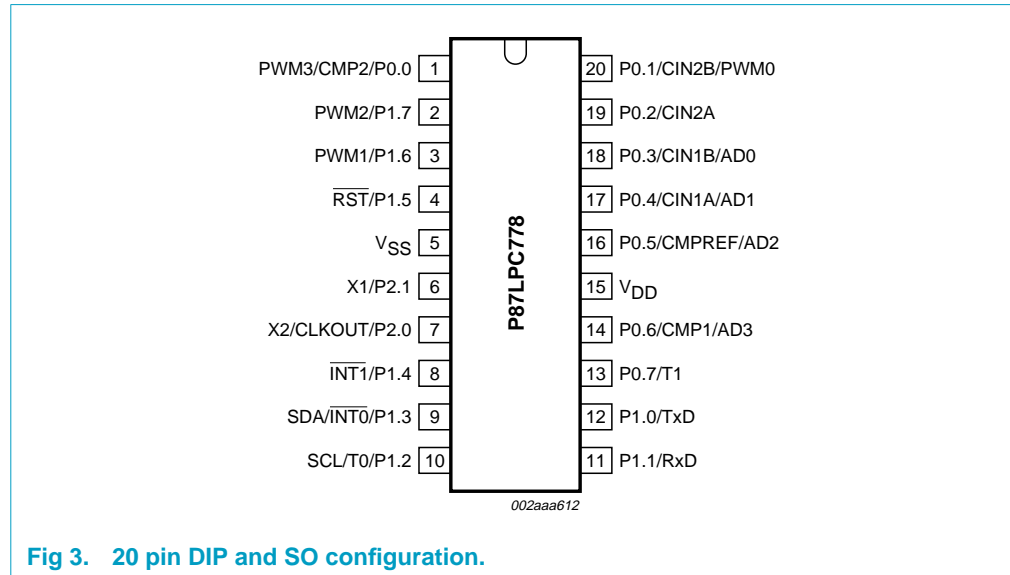 PWM3/CMP2/P0.0 1
PWM2/P1.7 2
PWM1/P1.6 3
RST/P1.5 4
VSS 5
X1/P2.1 6
X2/CLKOUT/P2.0 7
INT1/P1.4 8
SDA/INT0/P1.3 9
SCL/T0/P1.2 10
P87LPC778
20 P0.1/CIN2B/PWM0
19 P0.2/CIN2A
18 P0.3/CIN1B/AD0
17 P0.4/CIN1A/AD1
16 P0.5/CMPREF/AD2
15 VDD
14 P0.6/CMP1/AD3
13 P0.7/T1
12 P1.0/TxD
11 P1.1/RxD
002aaa612
Fig 3. 20 pin DIP and SO configuration.